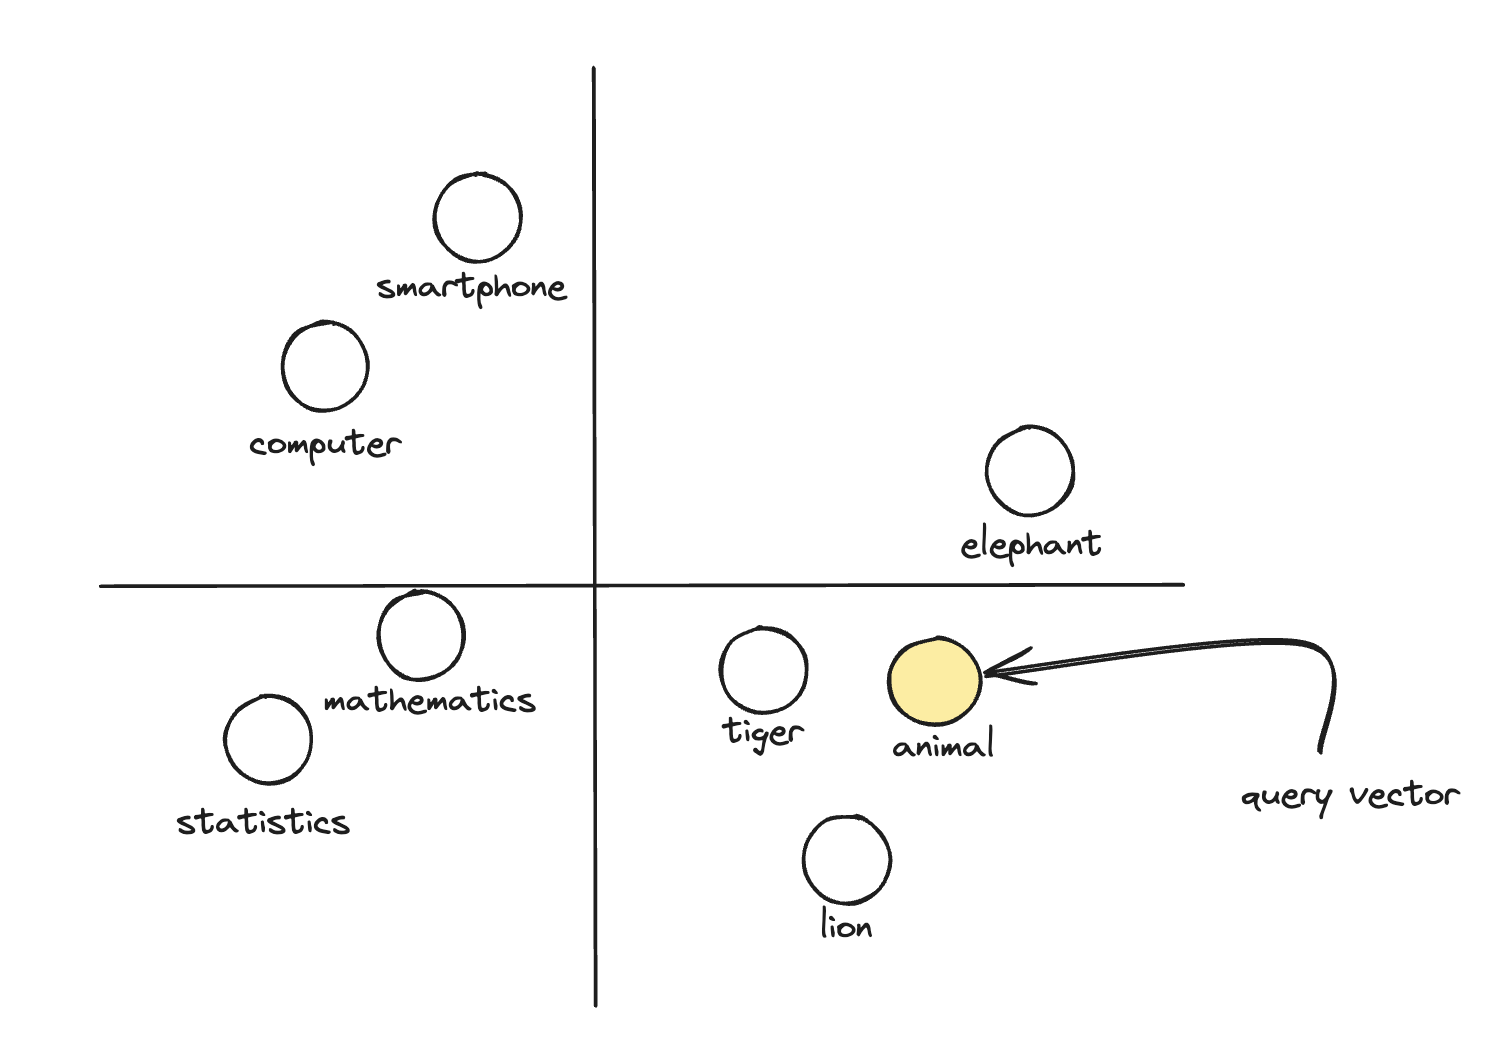 smartphone
computer
elephant
mathematics
tiger
animal
query vector
statistics
lion